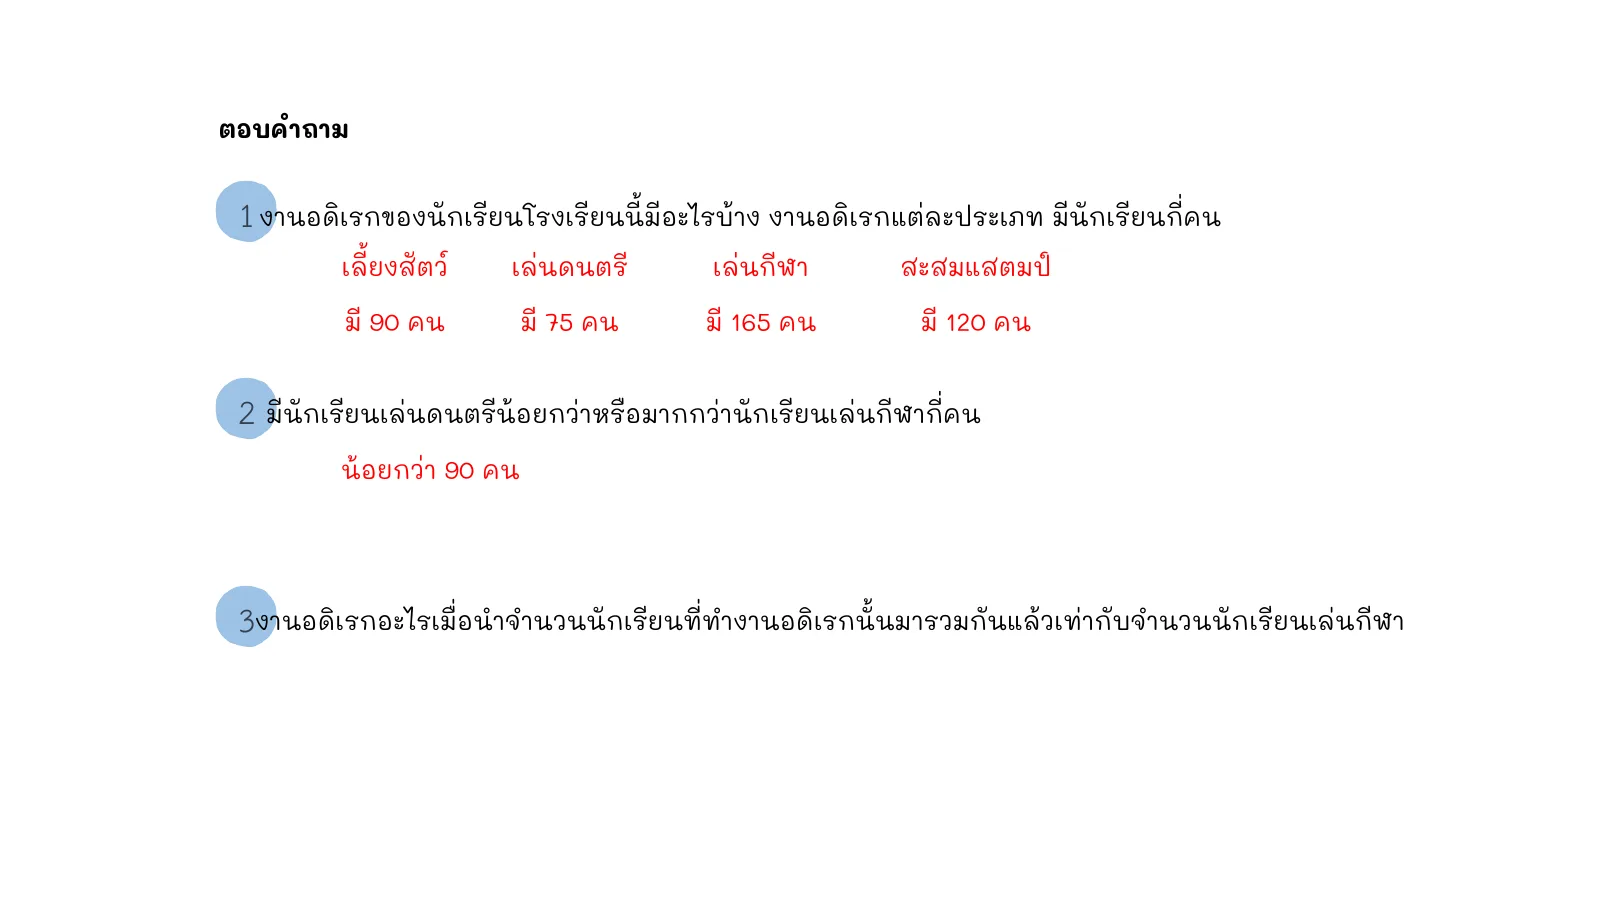 ตอบคำถาม
1 งานอดิเรกของนักเรียนโรงเรียนนี้มีอะไรบ้าง งานอดิเรกแต่ละประเภท มีนักเรียนกี่คน
เลี้ยงสัตว์ เล่นดนตรี เล่นกีฬา สะสมแสตมป์
มี 90 คน มี 75 คน มี 165 คน มี 120 คน
2 มีนักเรียนเล่นดนตรีน้อยกว่าหรือมากกว่านักเรียนเล่นกีฬากี่คน
น้อยกว่า 90 คน
3งานอดิเรกอะไรเมื่อนำจำนวนนักเรียนที่ทำงานอดิเรกนั้นมารวมกันแล้วเท่ากับจำนวนนักเรียนเล่นกีฬา